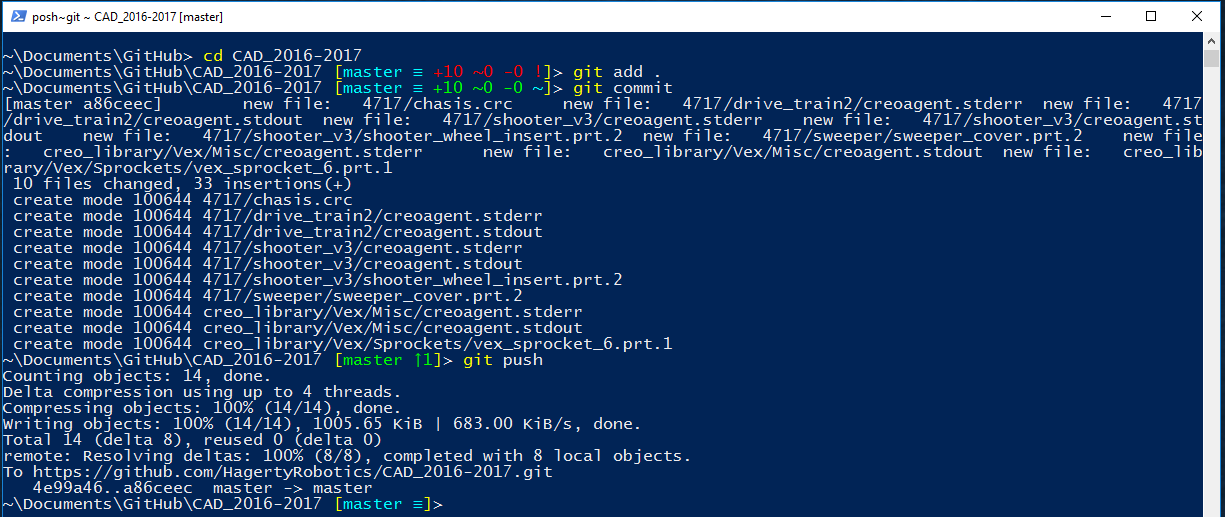 posh~git ~ CAD_2016-2017 [master]
~\Documents\GitHub> cd CAD_2016-2017
~\Documents\GitHub\CAD_2016-2017 [master ≡ +10 ~0 -0 !]> git add .
~\Documents\GitHub\CAD_2016-2017 [master ≡ +10 ~0 -0 ~]> git commit
[master a86ceec]        new file:   4717/chasis.crc     new file:   4717/drive_train2/creoagent.stderr  new file:   4717
/drive_train2/creoagent.stdout  new file:   4717/shooter_v3/creoagent.stderr    new file:   4717/shooter_v3/creoagent.st
dout    new file:   4717/shooter_v3/shooter_wheel_insert.prt.2  new file:   4717/sweeper/sweeper_cover.prt.2    new file
:   creo_library/Vex/Misc/creoagent.stderr      new file:   creo_library/Vex/Misc/creoagent.stdout  new file:   creo_lib
rary/Vex/Sprockets/vex_sprocket_6.prt.1
 10 files changed, 33 insertions(+)
 create mode 100644 4717/chasis.crc
 create mode 100644 4717/drive_train2/creoagent.stderr
 create mode 100644 4717/drive_train2/creoagent.stdout
 create mode 100644 4717/shooter_v3/creoagent.stderr
 create mode 100644 4717/shooter_v3/creoagent.stdout
 create mode 100644 4717/shooter_v3/shooter_wheel_insert.prt.2
 create mode 100644 4717/sweeper/sweeper_cover.prt.2
 create mode 100644 creo_library/Vex/Misc/creoagent.stderr
 create mode 100644 creo_library/Vex/Misc/creoagent.stdout
 create mode 100644 creo_library/Vex/Sprockets/vex_sprocket_6.prt.1
~\Documents\GitHub\CAD_2016-2017 [master ↑1]> git push
Counting objects: 14, done.
Delta compression using up to 4 threads.
Compressing objects: 100% (14/14), done.
Writing objects: 100% (14/14), 1005.65 KiB | 683.00 KiB/s, done.
Total 14 (delta 8), reused 0 (delta 0)
remote: Resolving deltas: 100% (8/8), completed with 8 local objects.
To https://github.com/HagertyRobotics/CAD_2016-2017.git
   4e99a46..a86ceec  master -> master
~\Documents\GitHub\CAD_2016-2017 [master ≡]>